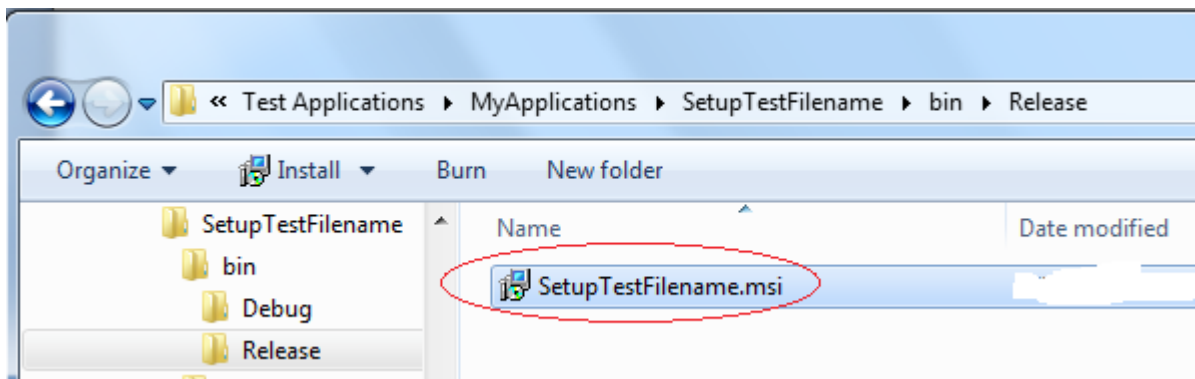 « Test Applications ▸ MyApplications ▸ SetupTestFilename ▸ bin ▸ Release
Organize Install Burn New folder
SetupTestFilename Name Date modified
bin SetupTestFilename.msi
Debug
Release